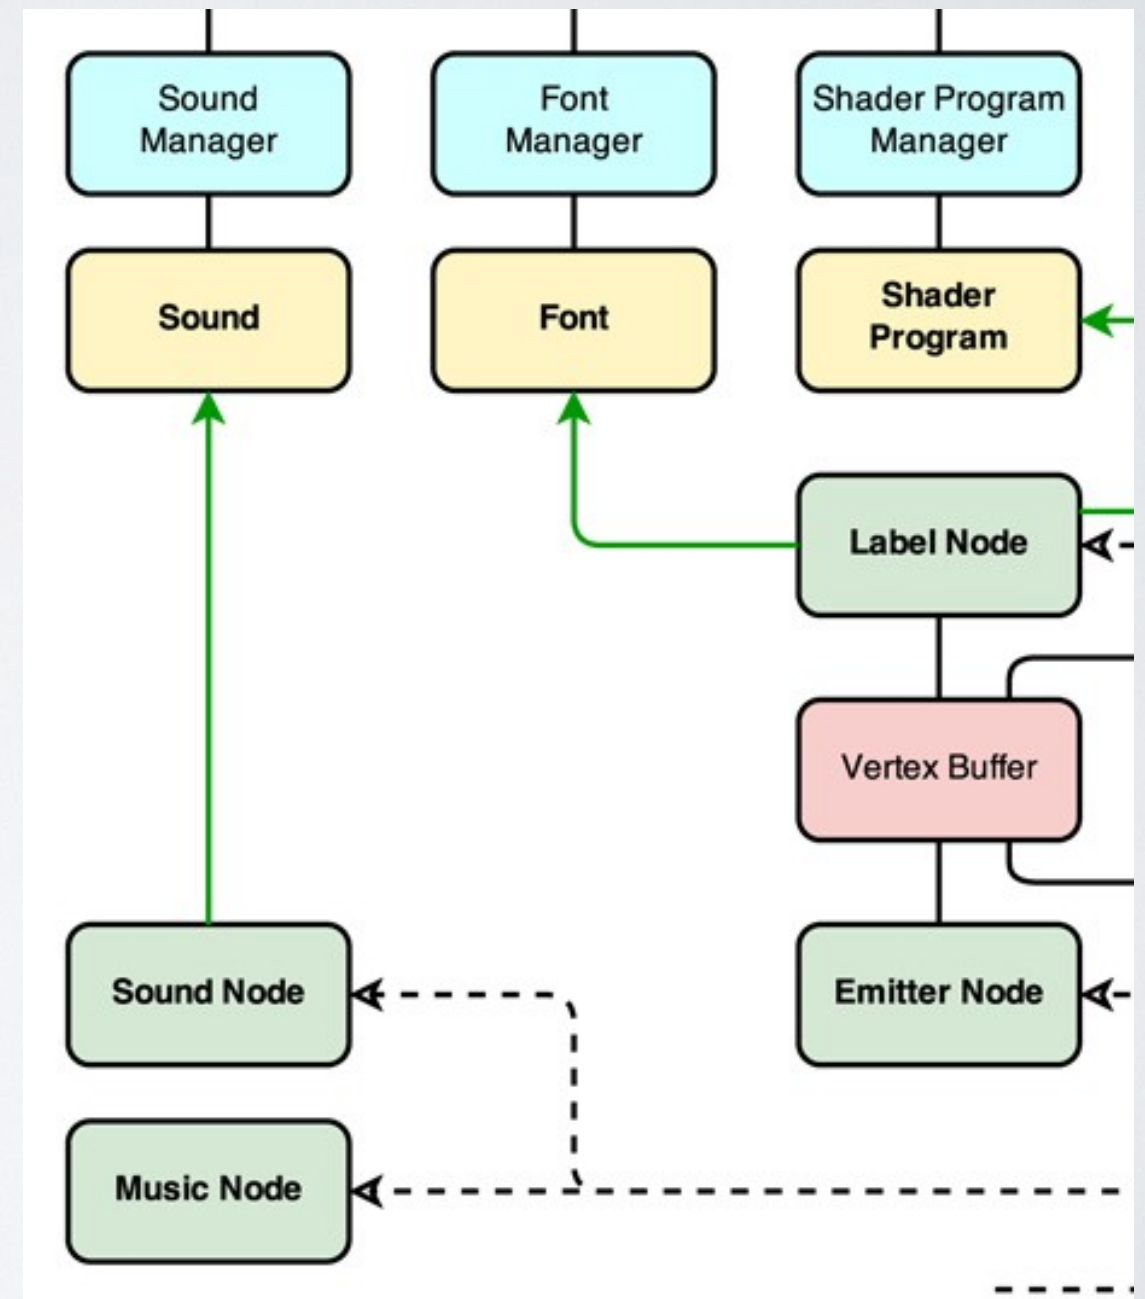 Sound
Manager
Font
Manager
Shader Program
Manager
Sound
Font
Shader
Program
Label Node
Vertex Buffer
Sound Node
Emitter Node
Music Node